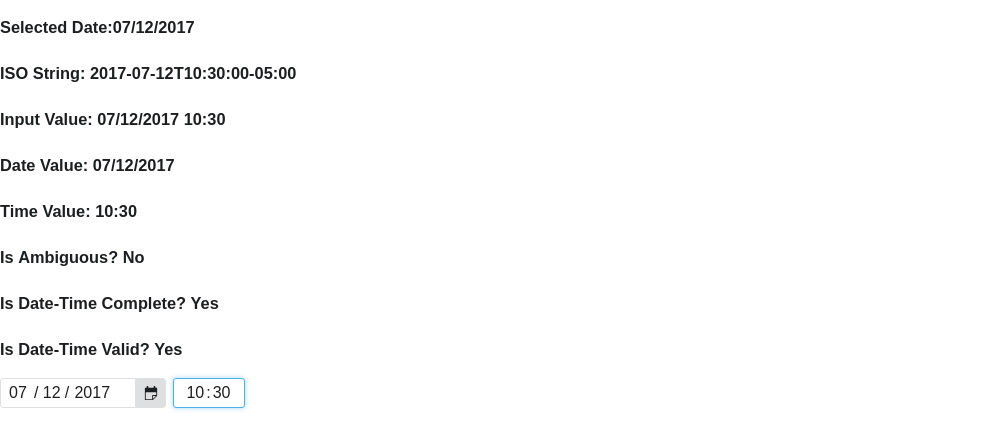 Selected Date:07/12/2017
ISO String: 2017-07-12T10:30:00-05:00
Input Value: 07/12/2017 10:30
Date Value: 07/12/2017
Time Value: 10:30
Is Ambiguous? No
Is Date-Time Complete? Yes
Is Date-Time Valid? Yes
07 / 12 / 2017 10:30